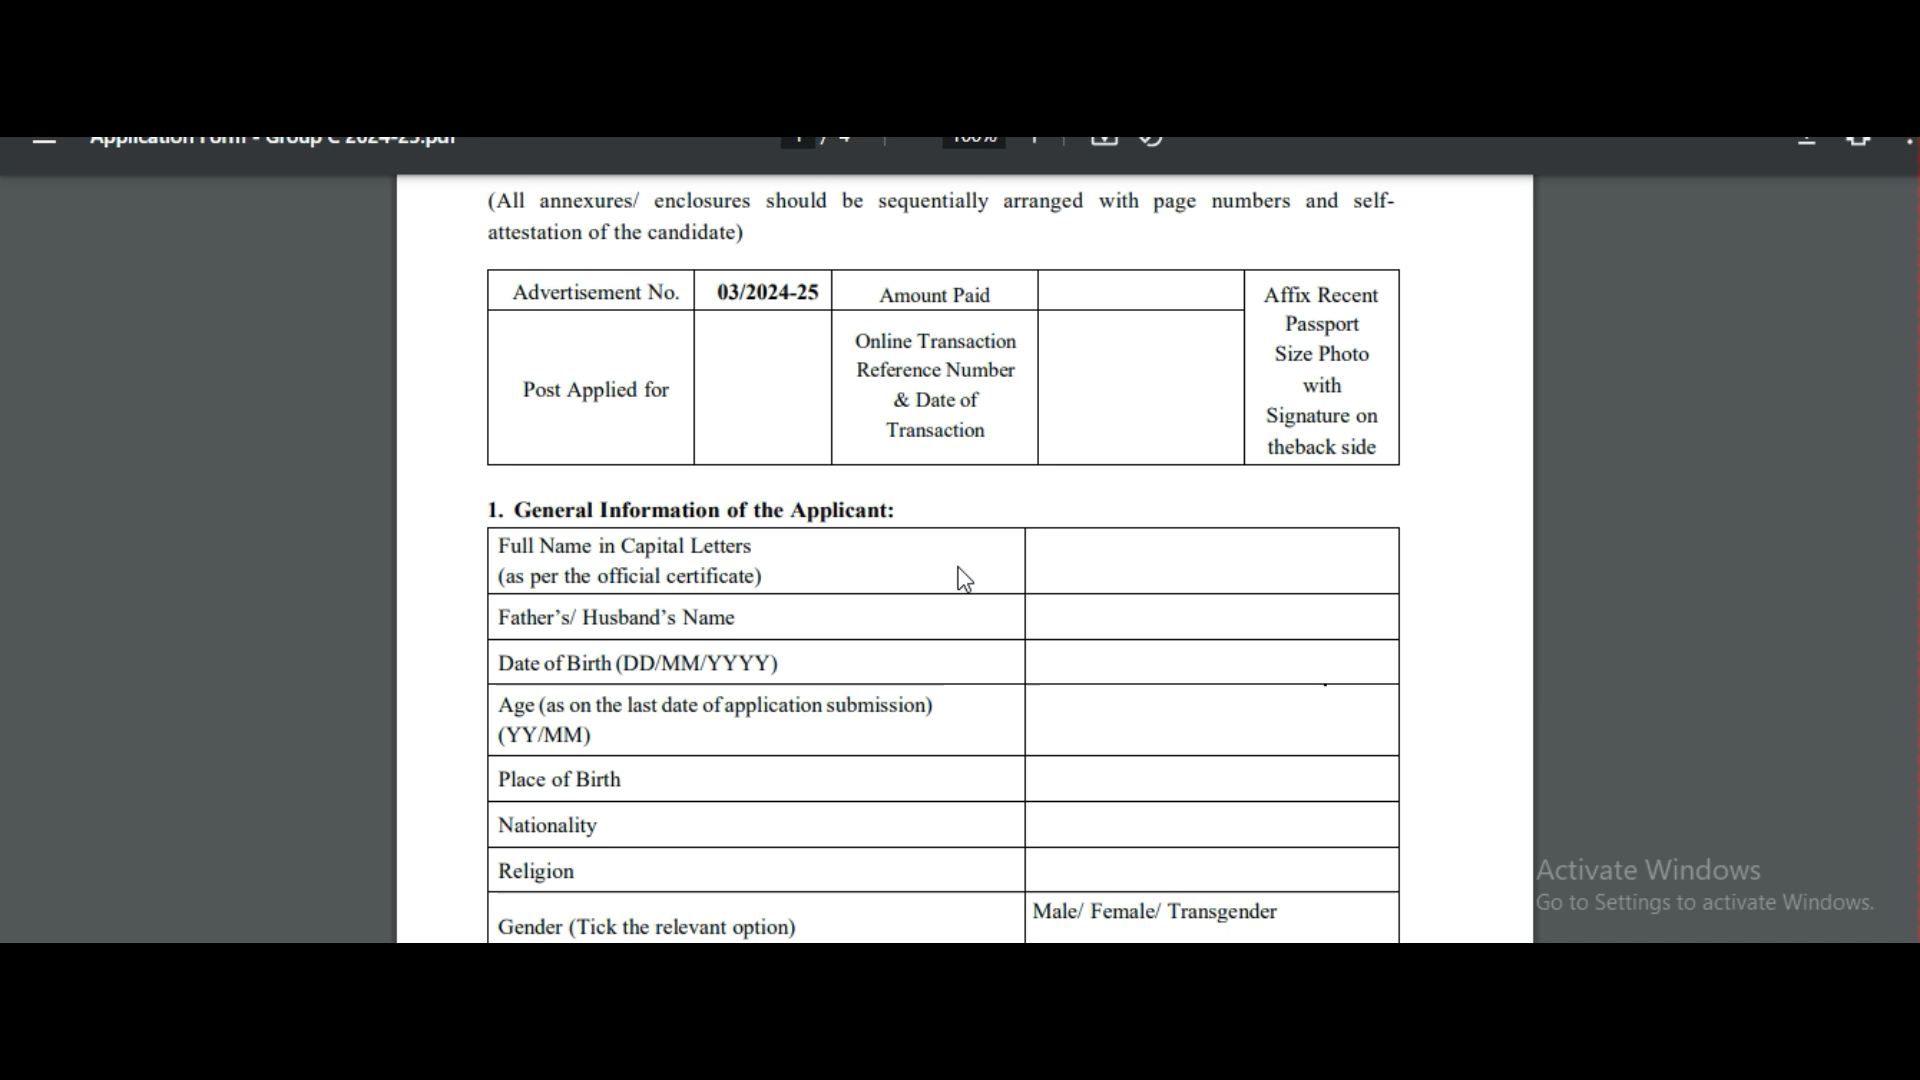 Application Form - Group C 2024-25.pdf
1 / 4
100%
(All annexures/ enclosures should be sequentially arranged with page numbers and self-
attestation of the candidate)
Advertisement No.
03/2024-25
Amount Paid
Affix Recent
Passport
Size Photo
with
Signature on
theback side
Post Applied for
Online Transaction
Reference Number
& Date of
Transaction
1. General Information of the Applicant:
Full Name in Capital Letters
(as per the official certificate)
Father’s/ Husband’s Name
Date of Birth (DD/MM/YYYY)
Age (as on the last date of application submission)
(YY/MM)
Place of Birth
Nationality
Religion
Gender (Tick the relevant option)
Male/ Female/ Transgender
Activate Windows
Go to Settings to activate Windows.